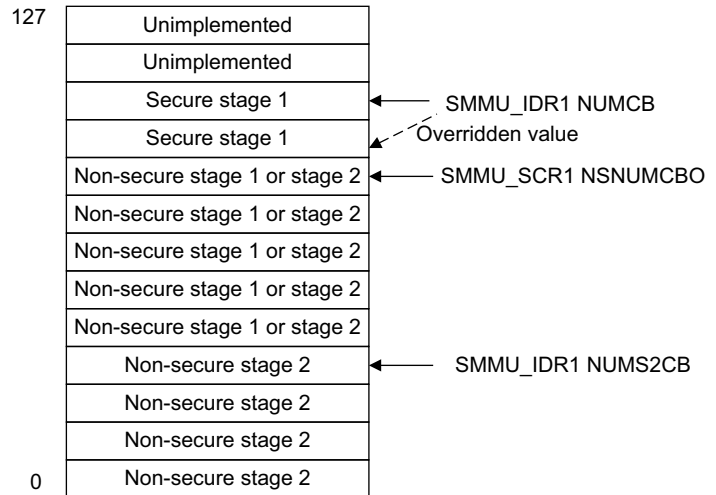 127
Unimplemented
Unimplemented
Secure stage 1
SMMU_IDR1 NUMCB
Secure stage 1
Overridden value
Non-secure stage 1 or stage 2
SMMU_SCR1 NSNUMCBO
Non-secure stage 1 or stage 2
Non-secure stage 1 or stage 2
Non-secure stage 1 or stage 2
Non-secure stage 1 or stage 2
Non-secure stage 2
SMMU_IDR1 NUMS2CB
Non-secure stage 2
Non-secure stage 2
0
Non-secure stage 2